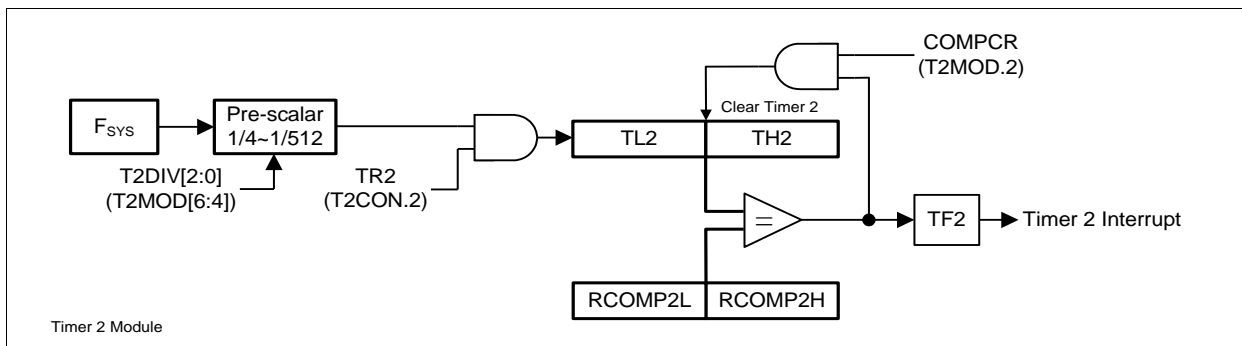 COMPCR
(T2MOD.2)
Clear Timer 2
FSYS
Pre-scalar
1/4~1/512
TL2
TH2
T2DIV[2:0]
(T2MOD[6:4])
TR2
(T2CON.2)
=
TF2
Timer 2 Interrupt
RCOMP2L
RCOMP2H
Timer 2 Module